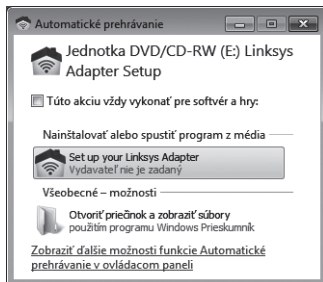 Automatické prehrávanie
Jednotka DVD/CD-RW (E:) Linksys
Adapter Setup
Túto akciu vždy vykonať pre softvér a hry:
Nainštalovať alebo spustiť program z média
Set up your Linksys Adapter
Vydavateľ nie je zadaný
Všeobecné – možnosti
Otvoriť priečinok a zobraziť súbory
použitím programu Windows Prieskumník
Zobraziť ďalšie možnosti funkcie Automatické
prehrávanie v ovládacom paneli